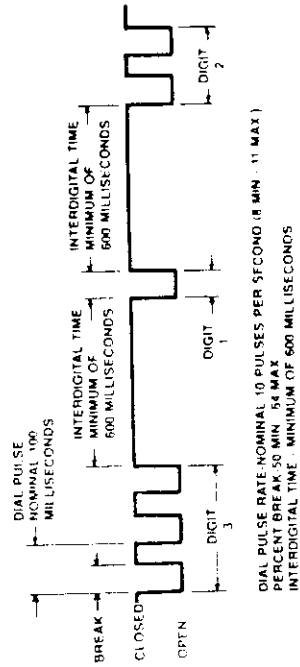 DIAL PULSE
NOMINAL 100
MILLISECONDS
BREAK
CLOSED
OPEN
INTERDIGITAL TIME
MINIMUM OF
600 MILLISECONDS
INTERDIGITAL TIME
MINIMUM OF
600 MILLISECONDS
DIGIT
3
DIGIT
1
DIGIT
2
DIAL PULSE RATE-NOMINAL 10 PULSES PER SECOND (8 MIN - 11 MAX)
PERCENT BREAK-50 MIN 64 MAX
INTERDIGITAL TIME - MINIMUM OF 600 MILLISECONDS